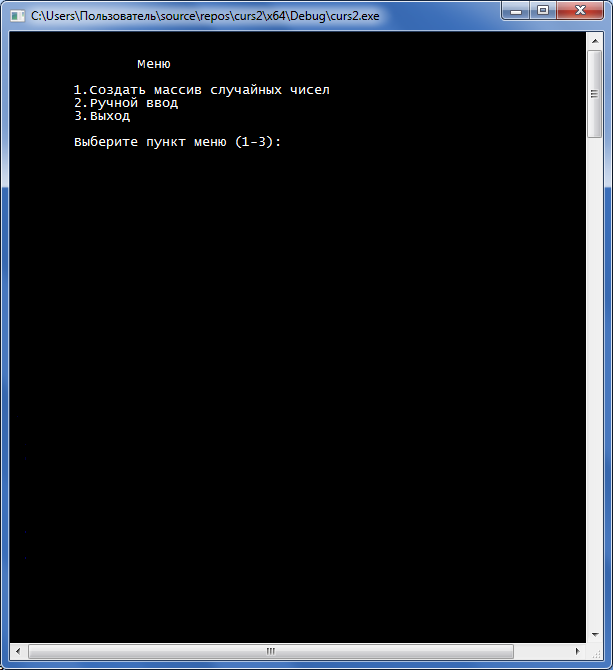 C:\Users\Пользователь\source\repos\curs2\x64\Debug\curs2.exe
Меню
1.Создать массив случайных чисел
2.Ручной ввод
3.Выход
Выберите пункт меню (1-3):